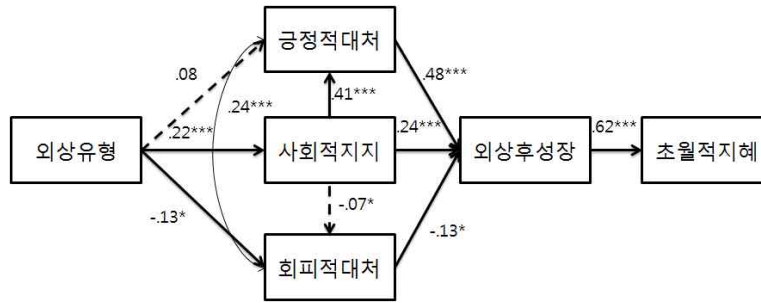 긍정적대처
.08
.48***
.24***
.41***
.22***
.24***
.62***
외상유형
사회적지지
외상후성장
초월적지혜
-.07*
-.13*
-.13*
회피적대처